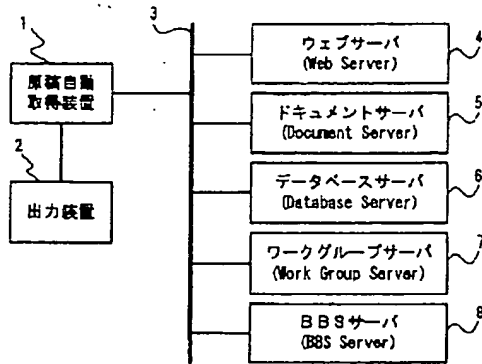 1
原稿自動
取得装置
2
出力装置
3
ウェブサーバ
(Web Server)
4
ドキュメントサーバ
(Document Server)
5
データベースサーバ
(Database Server)
6
ワークグループサーバ
(Work Group Server)
7
BBSサーバ
(BBS Server)
8